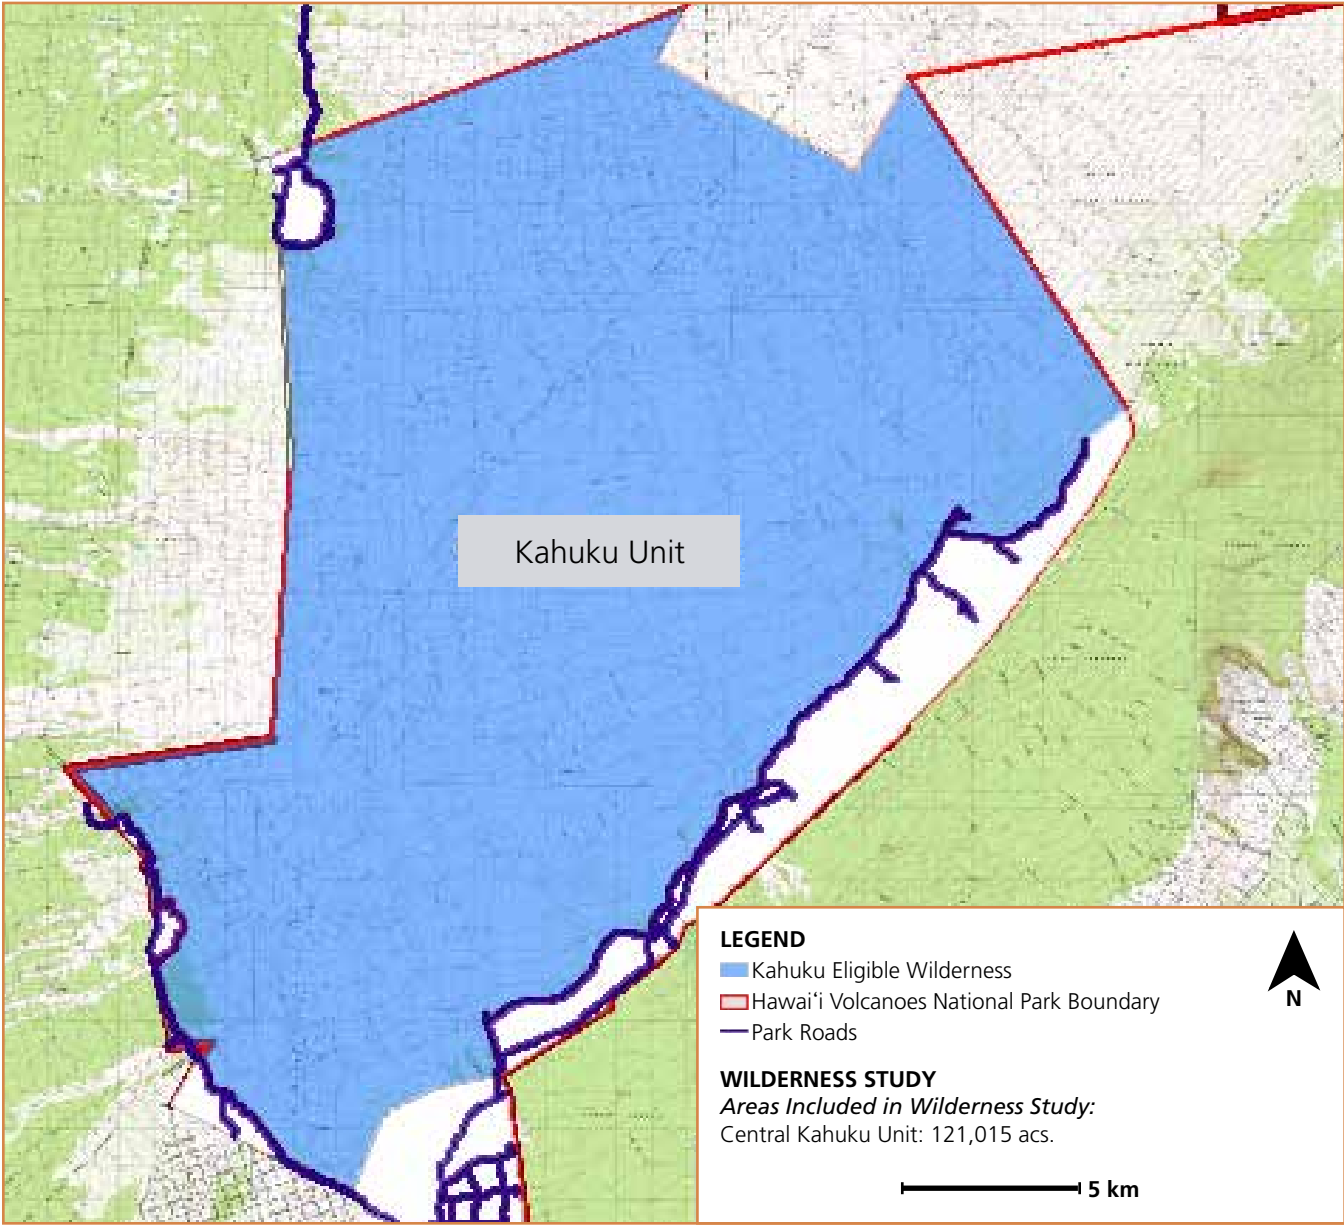 Kahuku Unit
LEGEND
Kahuku Eligible Wilderness
Hawaiʻi Volcanoes National Park Boundary
Park Roads
N
WILDERNESS STUDY
Areas Included in Wilderness Study:
Central Kahuku Unit: 121,015 acs.
5 km